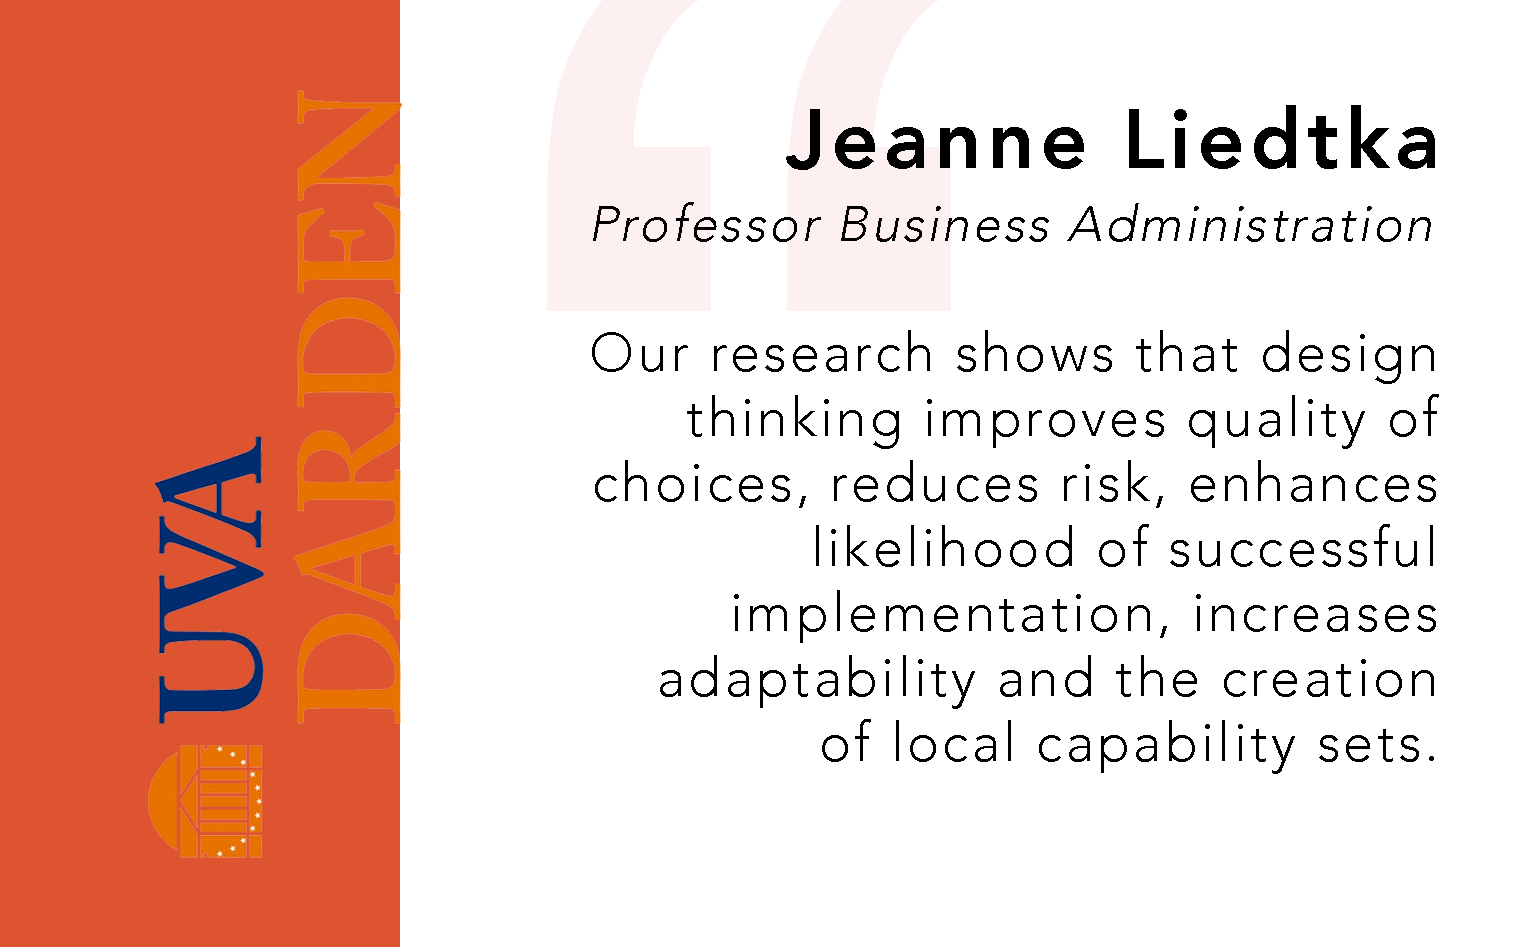 UVA
DARDEN
Jeanne Liedtka
Professor Business Administration
Our research shows that design
thinking improves quality of
choices, reduces risk, enhances
likelihood of successful
implementation, increases
adaptability and the creation
of local capability sets.